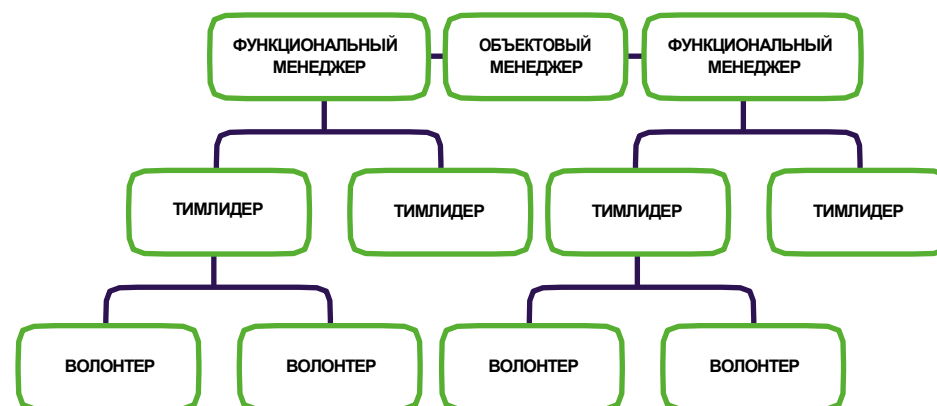 ФУНКЦИОНАЛЬНЫЙ
МЕНЕДЖЕР
ОБЪЕКТОВЫЙ
МЕНЕДЖЕР
ФУНКЦИОНАЛЬНЫЙ
МЕНЕДЖЕР
ТИМЛИДЕР
ТИМЛИДЕР
ТИМЛИДЕР
ТИМЛИДЕР
ВОЛОНТЕР
ВОЛОНТЕР
ВОЛОНТЕР
ВОЛОНТЕР